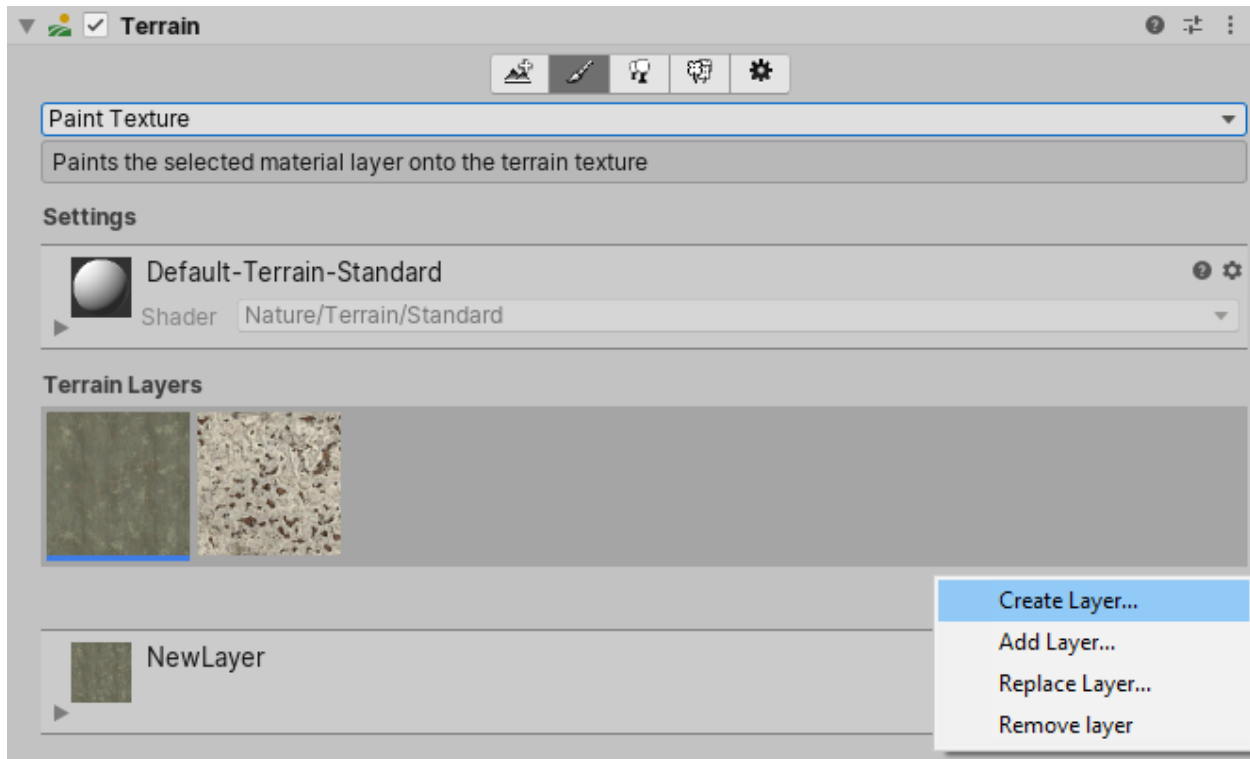 Terrain
Paint Texture
Paints the selected material layer onto the terrain texture
Settings
Default-Terrain-Standard
Shader Nature/Terrain/Standard
Terrain Layers
Create Layer...
Add Layer...
NewLayer
Replace Layer...
Remove layer